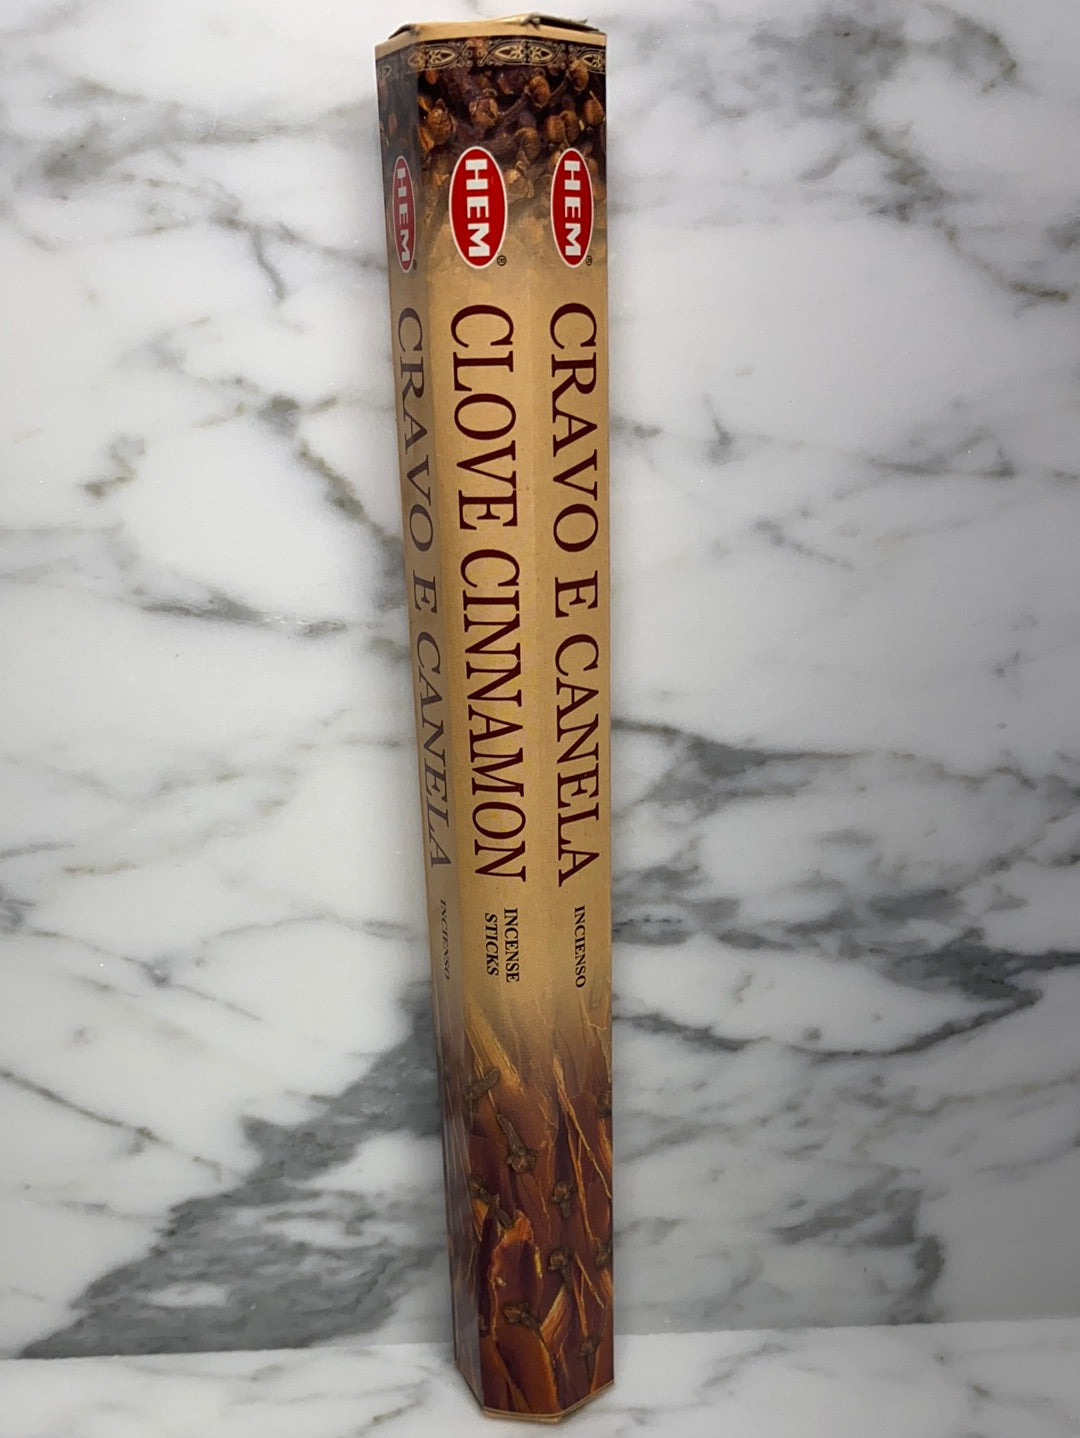 HEM®
CRAVO E CANELA
INCIENSO
HEM®
CLOVE CINNAMON
INCENSE
STICKS
HEM®
CRAVO E CANELA
INCIENSO